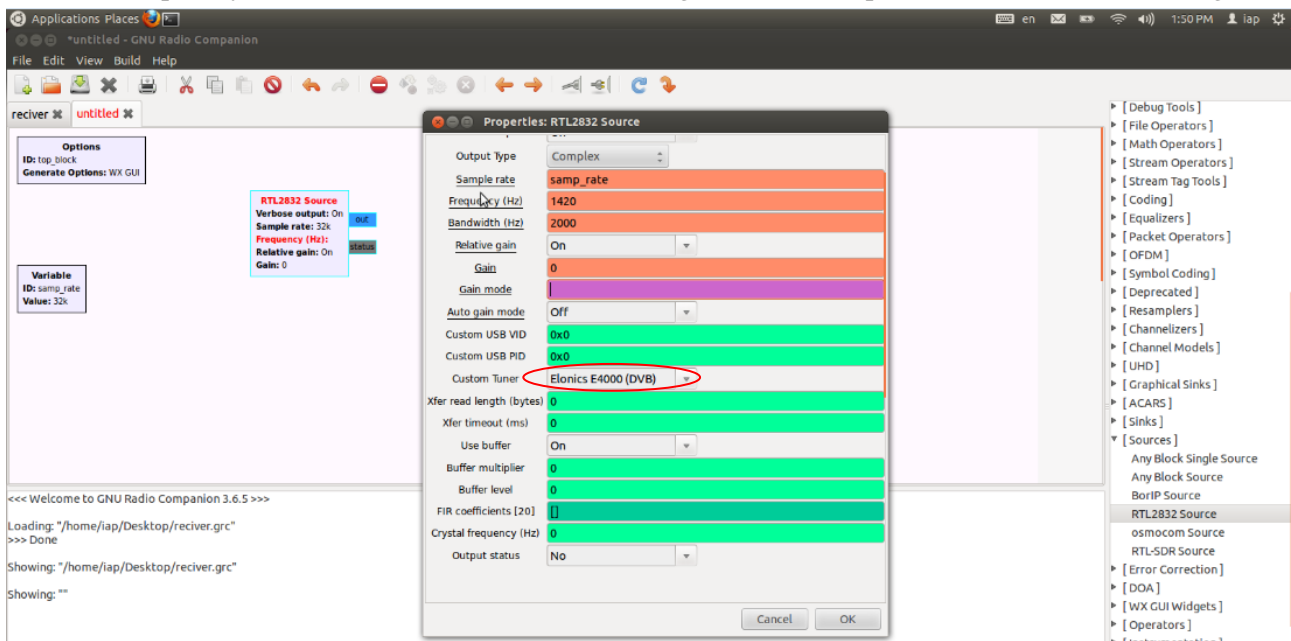 Applications Places
en
1:50 PM
iap
*untitled - GNU Radio Companion
File Edit View Build Help
reciver
untitled
Options
ID: top_block
Generate Options: WX GUI
RTL2832 Source
Verbose output: On
Sample rate: 32k
Frequency (Hz):
Relative gain: On
Gain: 0
out
status
Variable
ID: samp_rate
Value: 32k
Properties: RTL2832 Source
Output Type Complex
Sample rate samp_rate
Frequency (Hz) 1420
Bandwidth (Hz) 2000
Relative gain On
Gain 0
Gain mode
Auto gain mode Off
Custom USB VID 0x0
Custom USB PID 0x0
Custom Tuner Elonics E4000 (DVB)
Xfer read length (bytes) 0
Xfer timeout (ms) 0
Use buffer On
Buffer multiplier 0
Buffer level 0
FIR coefficients [20] []
Crystal frequency (Hz) 0
Output status No
Cancel
OK
[ Debug Tools ]
[ File Operators ]
[ Math Operators ]
[ Stream Operators ]
[ Stream Tag Tools ]
[ Coding ]
[ Equalizers ]
[ Packet Operators ]
[ OFDM ]
[ Symbol Coding ]
[ Deprecated ]
[ Resamplers ]
[ Channelizers ]
[ Channel Models ]
[ UHD ]
[ Graphical Sinks ]
[ ACARS ]
[ Sinks ]
[ Sources ]
Any Block Single Source
Any Block Source
BorIP Source
RTL2832 Source
osmocom Source
RTL-SDR Source
[ Error Correction ]
[ DOA ]
[ WX GUI Widgets ]
[ Operators ]
<<< Welcome to GNU Radio Companion 3.6.5 >>>
Loading: "/home/iap/Desktop/reciver.grc"
>>> Done
Showing: "/home/iap/Desktop/reciver.grc"
Showing: ""